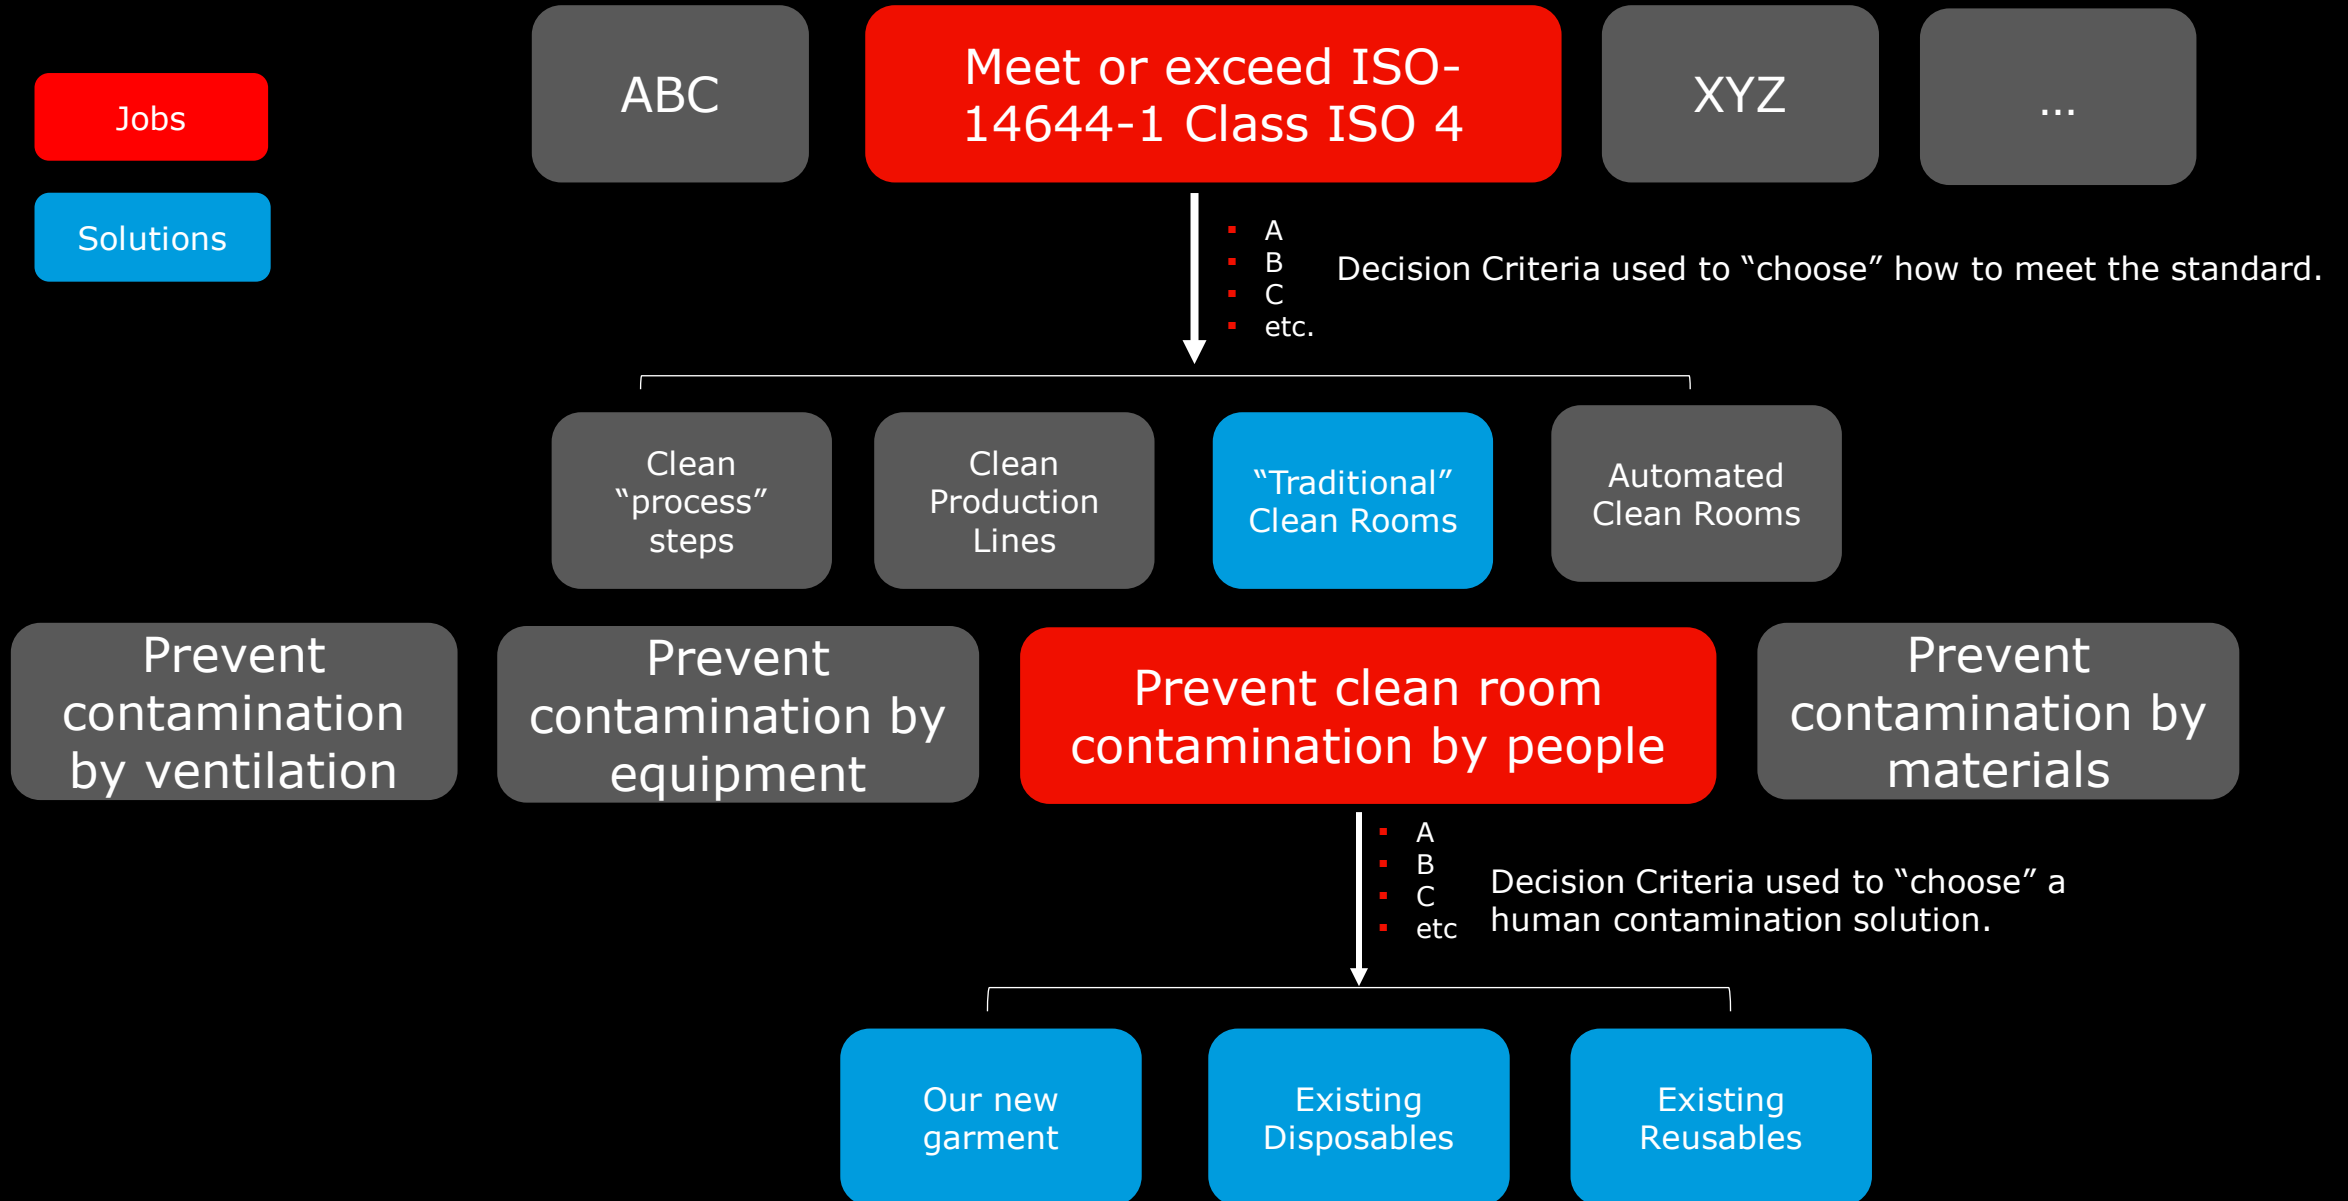 Jobs
Solutions
ABC
Meet or exceed ISO-
14644-1 Class ISO 4
XYZ
...
A
B
C
etc.
Decision Criteria used to “choose” how to meet the standard.
Clean
“process”
steps
Clean
Production
Lines
“Traditional”
Clean Rooms
Automated
Clean Rooms
Prevent
contamination
by ventilation
Prevent
contamination by
equipment
Prevent clean room
contamination by people
Prevent
contamination by
materials
A
B
C
etc
Decision Criteria used to “choose” a
human contamination solution.
Our new
garment
Existing
Disposables
Existing
Reusables